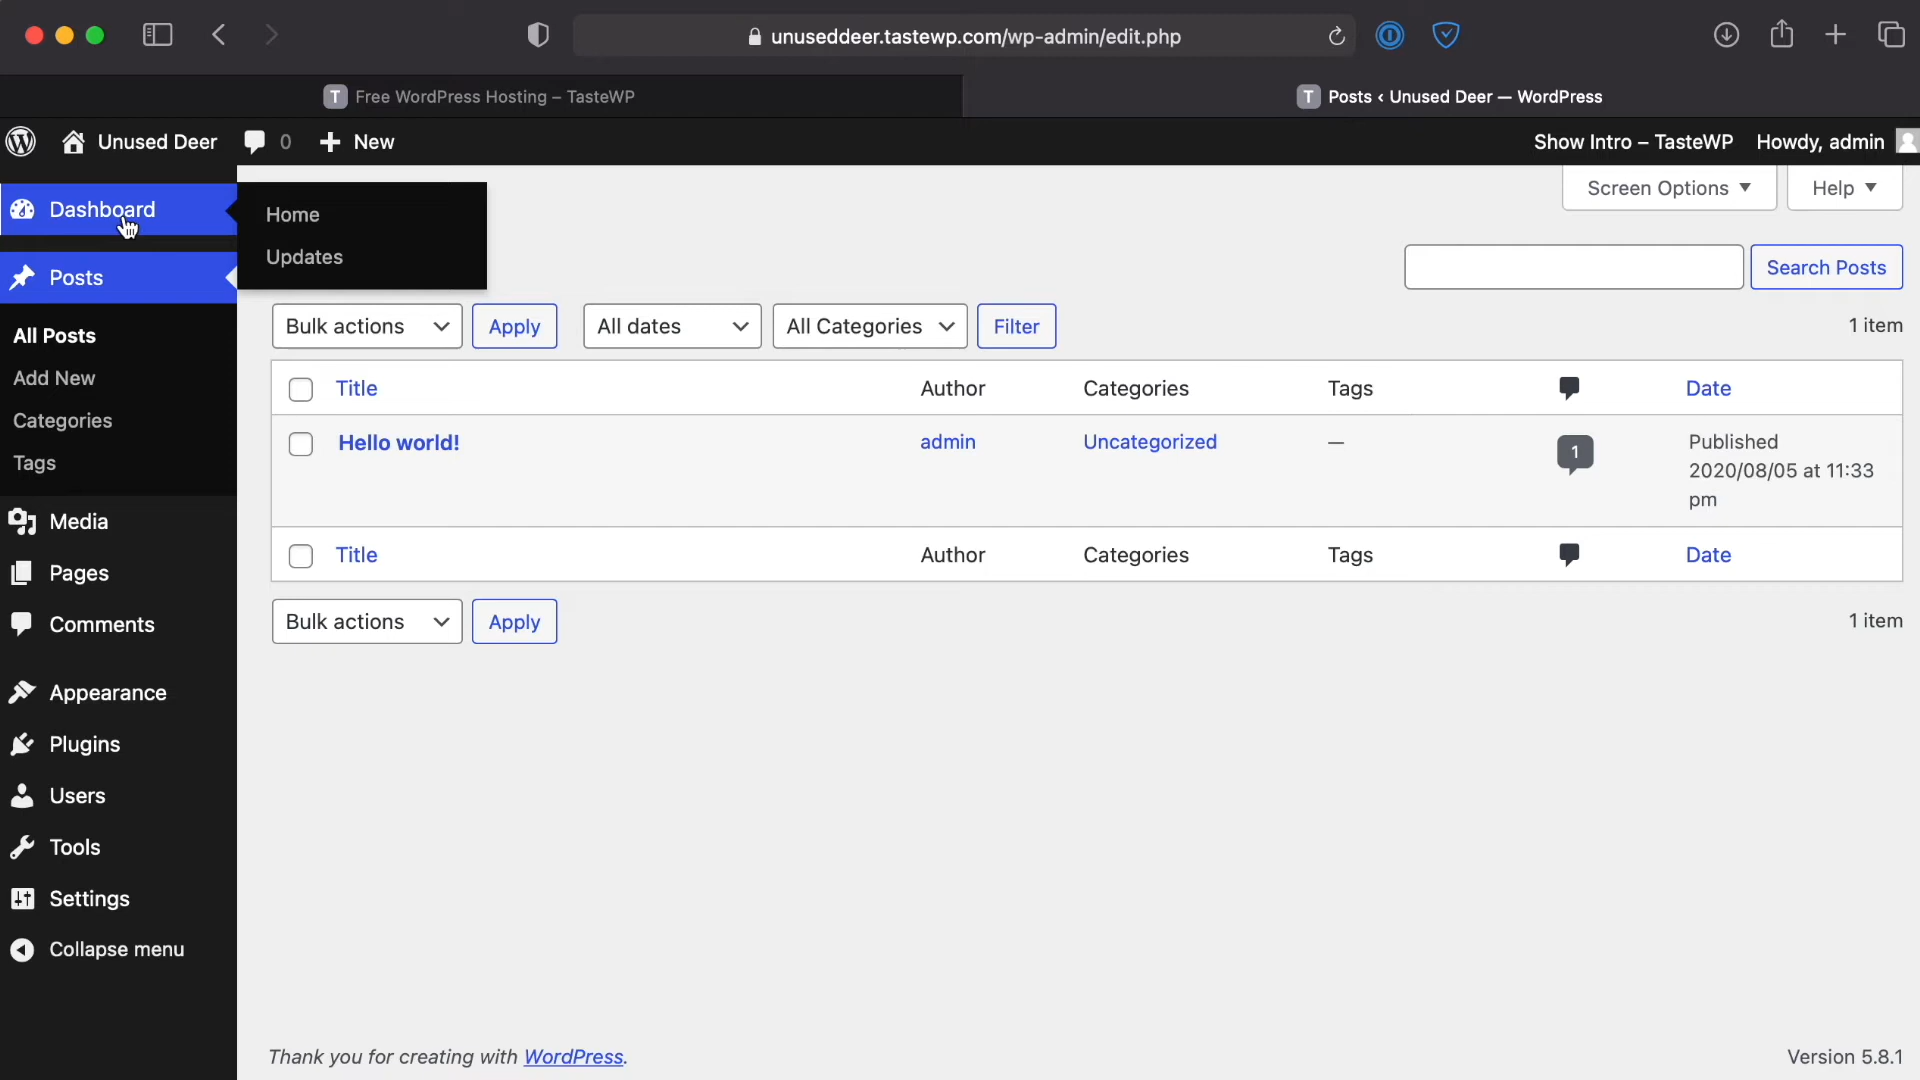 unuseddeer.tastewp.com/wp-admin/edit.php
T Free WordPress Hosting – TasteWP
T Posts ‹ Unused Deer — WordPress
Unused Deer 0 + New
Show Intro – TasteWP Howdy, admin
Dashboard
Home
Updates
Screen Options ▼ Help ▼
Posts
Search Posts
All Posts
Add New
Categories
Tags
Media
Pages
Comments
Appearance
Plugins
Users
Tools
Settings
Collapse menu
Bulk actions Apply All dates All Categories Filter 1 item
Title Author Categories Tags Date
Hello world! admin Uncategorized — 1 Published
2020/08/05 at 11:33
pm
Title Author Categories Tags Date
Bulk actions Apply 1 item
Thank you for creating with WordPress. Version 5.8.1